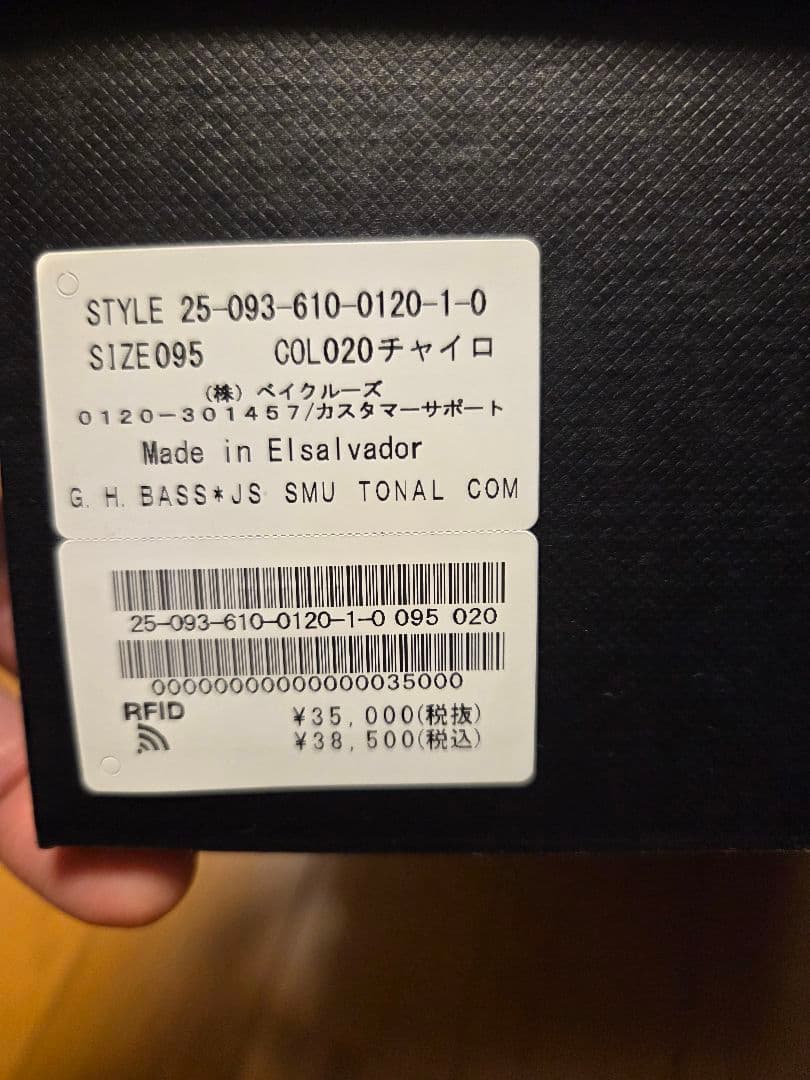 STYLE 25-093-610-0120-1-0
SIZE095 COL020チャイロ
(株) ベイクルーズ
0120-301457/カスタマーサポート
Made in Elsalvador
G. H. BASS*JS SMU TONAL COM
25-093-610-0120-1-0 095 020
00000000000000035000
RFID
¥35,000(税抜)
¥38,500(税込)